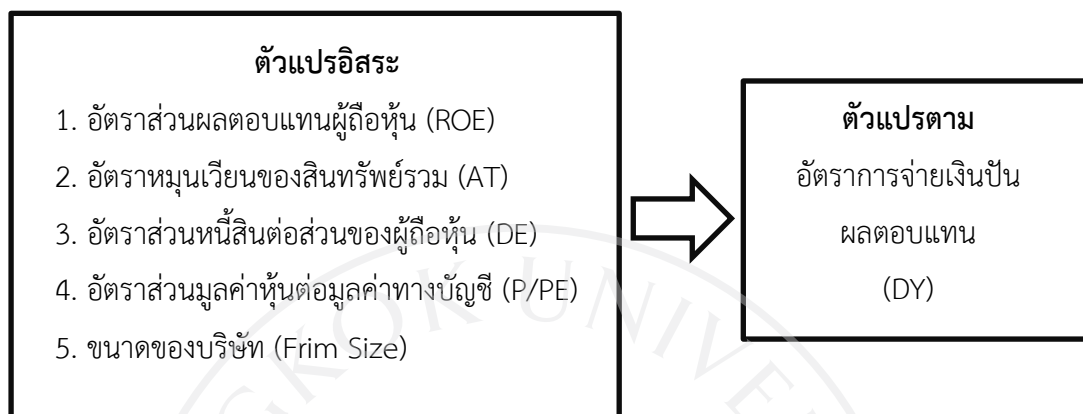 ตัวแปรอิสระ
1. อัตราส่วนผลตอบแทนผู้ถือหุ้น (ROE)
2. อัตราหมุนเวียนของสินทรัพย์รวม (AT)
3. อัตราส่วนหนี้สินต่อส่วนของผู้ถือหุ้น (DE)
4. อัตราส่วนมูลค่าหุ้นต่อมูลค่าทางบัญชี (P/PE)
5. ขนาดของบริษัท (Frim Size)
ตัวแปรตาม
อัตราการจ่ายเงินปัน
ผลตอบแทน
(DY)